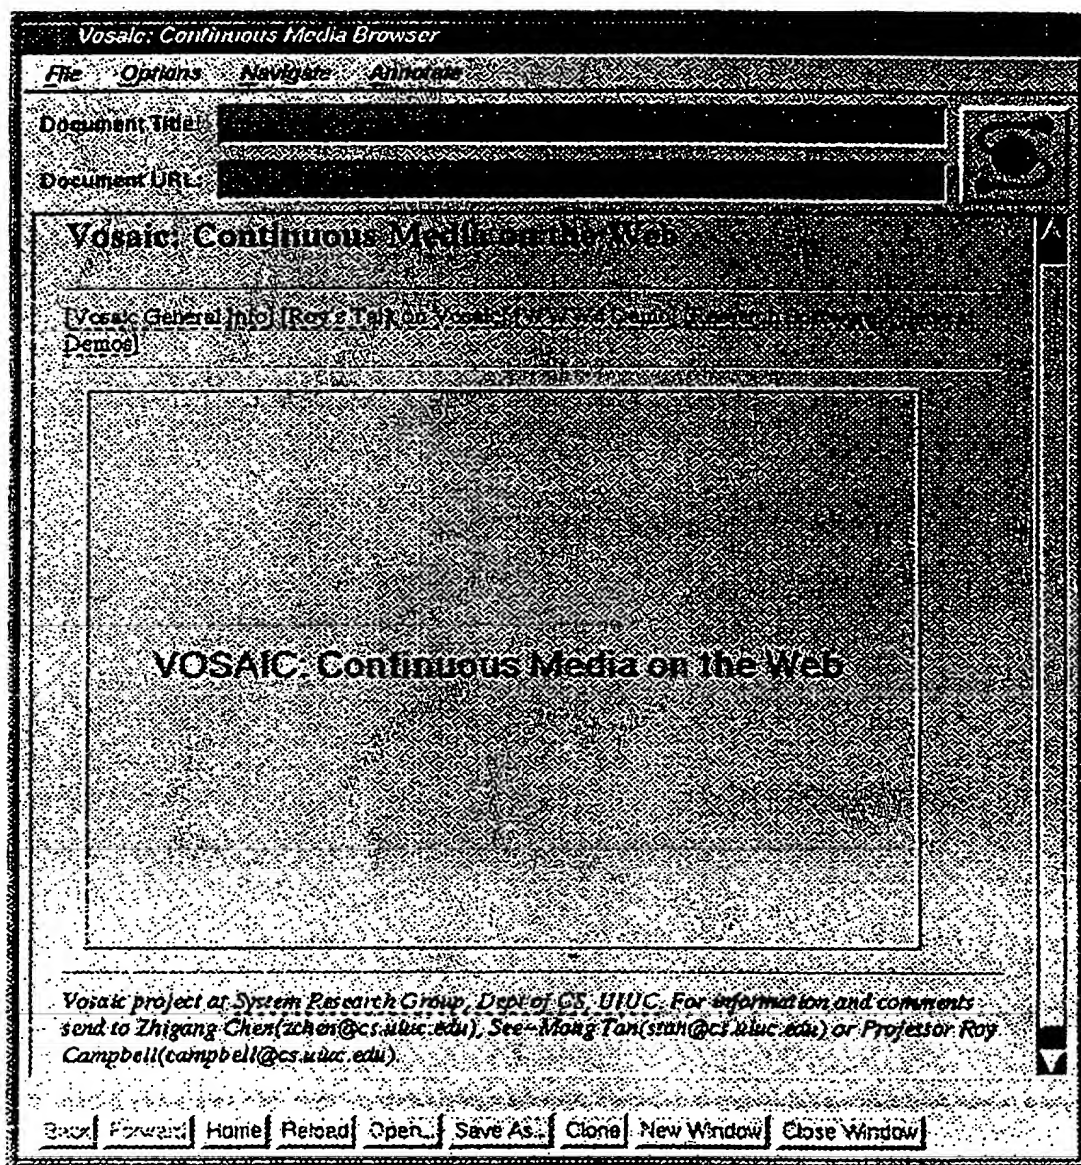 Vosaic: Continuous Media Browser
File Options Navigate Annotate
Document Title:
Document URL:
Vosaic: Continuous Media on the Web
[Vosaic General Info] [Roy's Talk on Vosaic] [WWW4 Demo] [Research
Demos]
VOSAIC: Continuous Media on the Web
Vosaic project at System Research Group, Dept of CS, UIUC. For information and comments
send to Zhigang Chen(zchen@cs.uiuc.edu), See-Mong Tan(stan@cs.uiuc.edu) or Professor Roy
Campbell(campbell@cs.uiuc.edu).
Back Forward Home Reload Open... Save As... Clone New Window Close Window